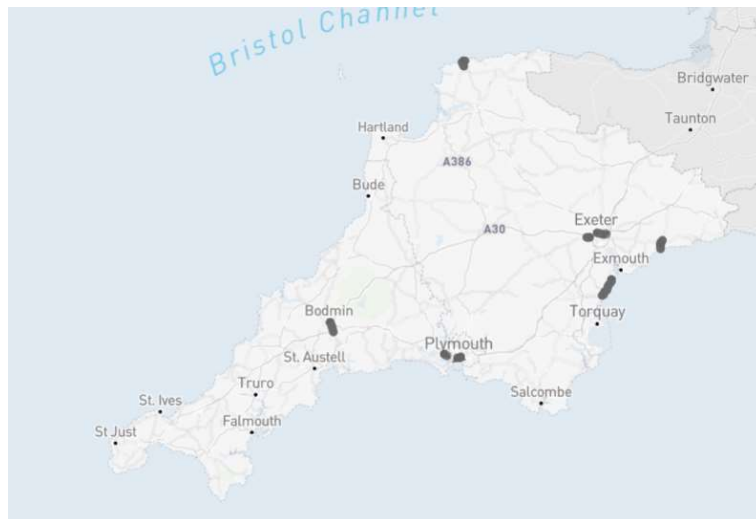 Bristol Channel
Bridgwater
Taunton
Hartland
A386
Bude
Exeter
A30
Exmouth
Bodmin
Torquay
Plymouth
St. Austell
Truro
Salcombe
St. Ives
Falmouth
St Just